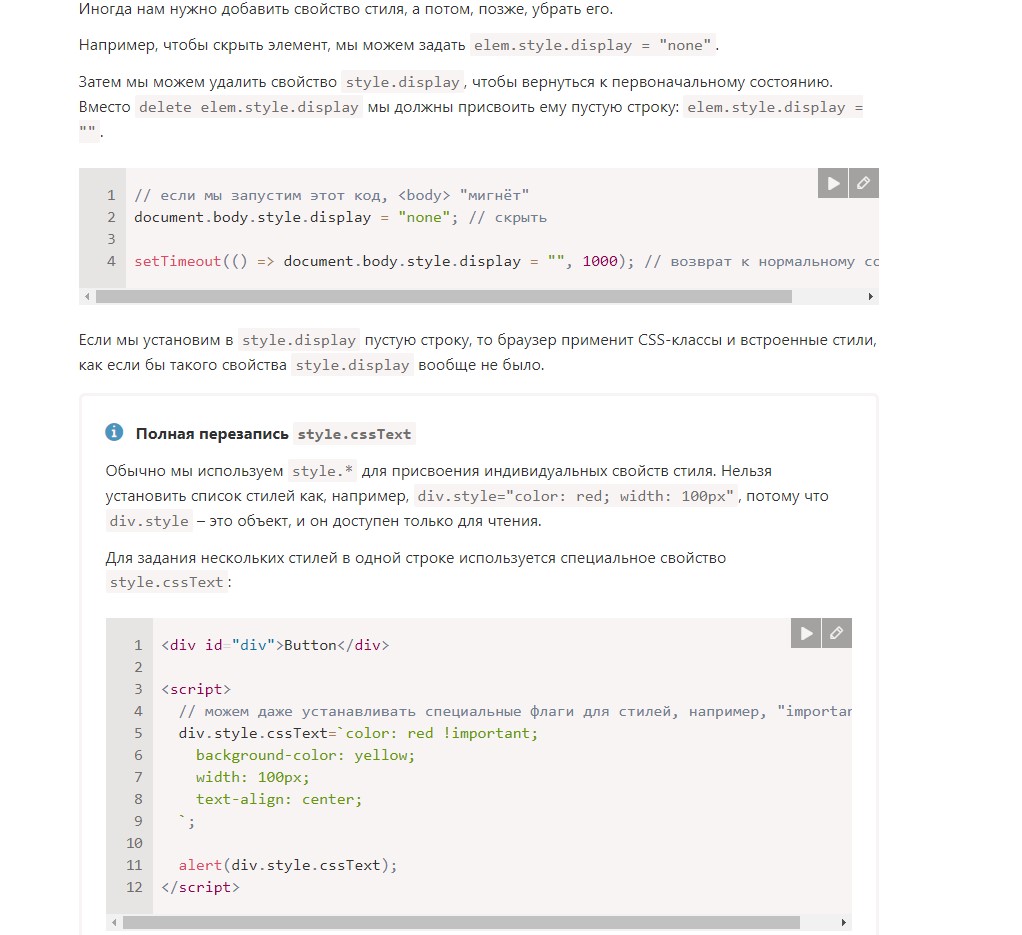 Иногда нам нужно добавить свойство стиля, а потом, позже, убрать его.
Например, чтобы скрыть элемент, мы можем задать elem.style.display = "none".
Затем мы можем удалить свойство style.display, чтобы вернуться к первоначальному состоянию.
Вместо delete elem.style.display мы должны присвоить ему пустую строку: elem.style.display =
"".
1 // если мы запустим этот код, <body> "мигнёт"
2 document.body.style.display = "none"; // скрыть
3
4 setTimeout(() => document.body.style.display = "", 1000); // возврат к нормальному со
Если мы установим в style.display пустую строку, то браузер применит CSS-классы и встроенные стили,
как если бы такого свойства style.display вообще не было.
Полная перезапись style.cssText
Обычно мы используем style.* для присвоения индивидуальных свойств стиля. Нельзя
установить список стилей как, например, div.style="color: red; width: 100px", потому что
div.style – это объект, и он доступен только для чтения.
Для задания нескольких стилей в одной строке используется специальное свойство
style.cssText:
1 <div id="div">Button</div>
2
3 <script>
4 // можем даже устанавливать специальные флаги для стилей, например, "importan
5 div.style.cssText=`color: red !important;
6 background-color: yellow;
7 width: 100px;
8 text-align: center;
9 `;
10
11 alert(div.style.cssText);
12 </script>